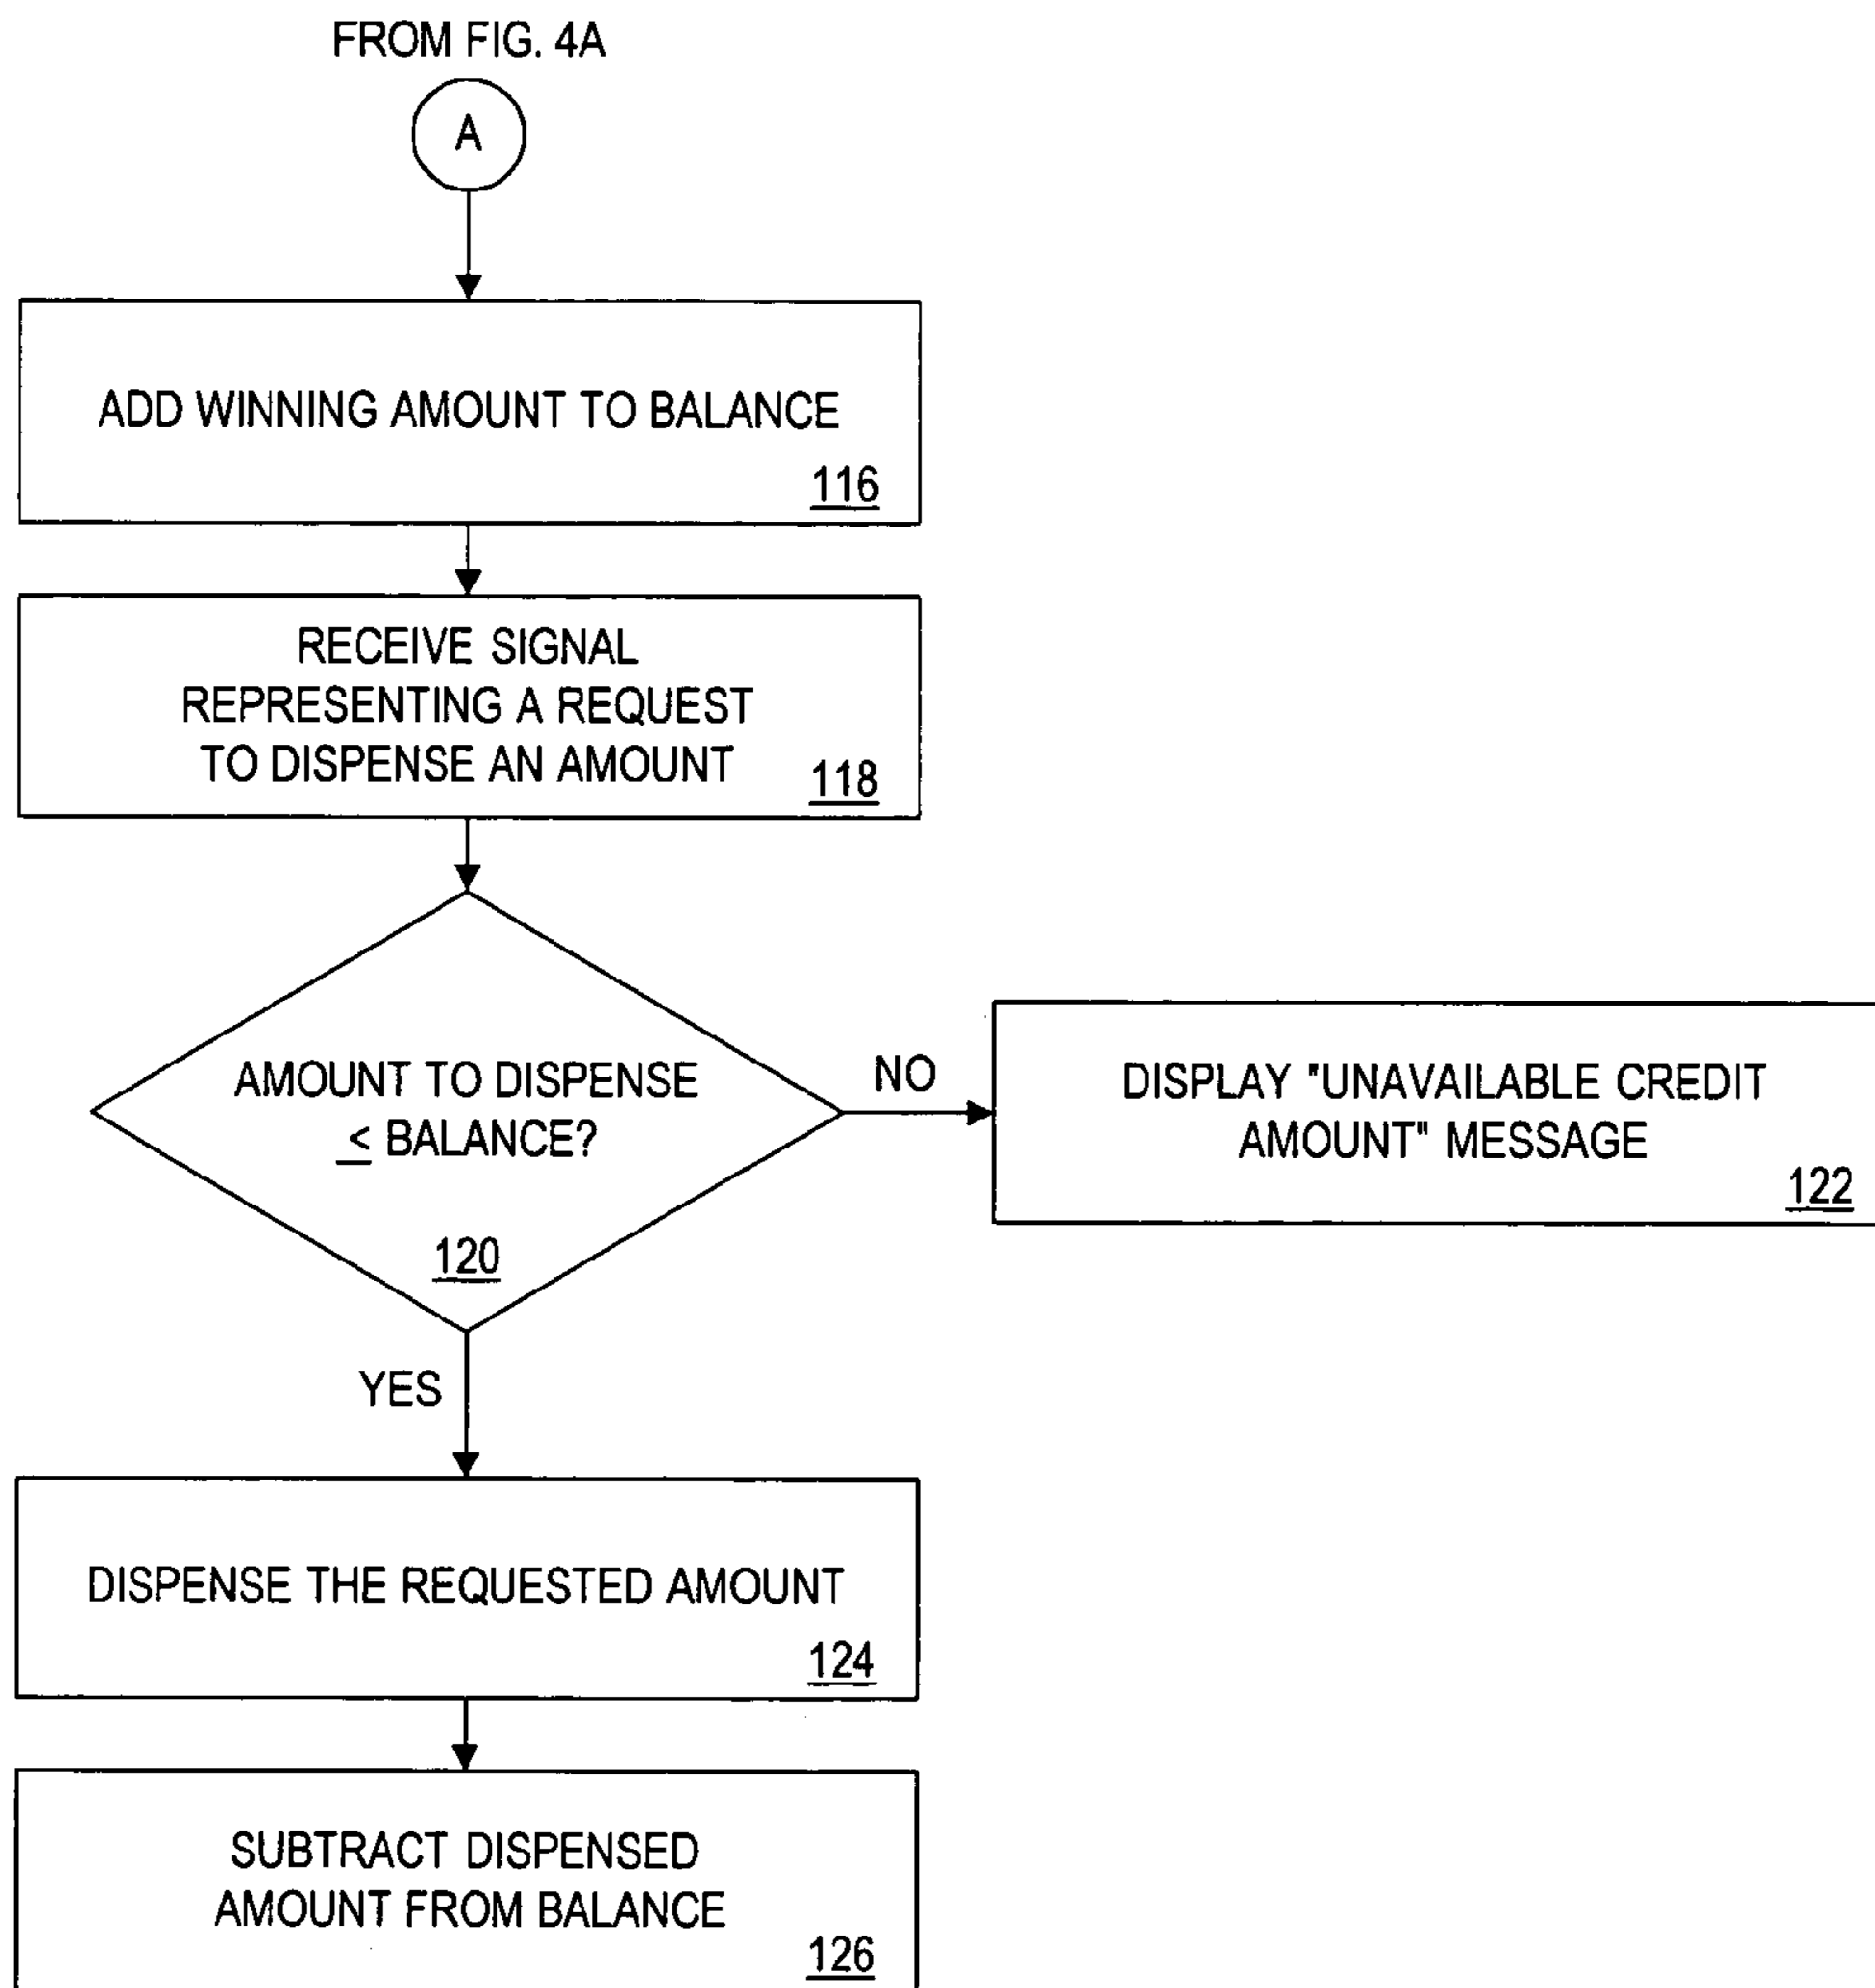 FROM FIG. 4A
A
ADD WINNING AMOUNT TO BALANCE
116
RECEIVE SIGNAL
REPRESENTING A REQUEST
TO DISPENSE AN AMOUNT
118
AMOUNT TO DISPENSE
≤ BALANCE?
120
NO
DISPLAY "UNAVAILABLE CREDIT
AMOUNT" MESSAGE
122
YES
DISPENSE THE REQUESTED AMOUNT
124
SUBTRACT DISPENSED
AMOUNT FROM BALANCE
126